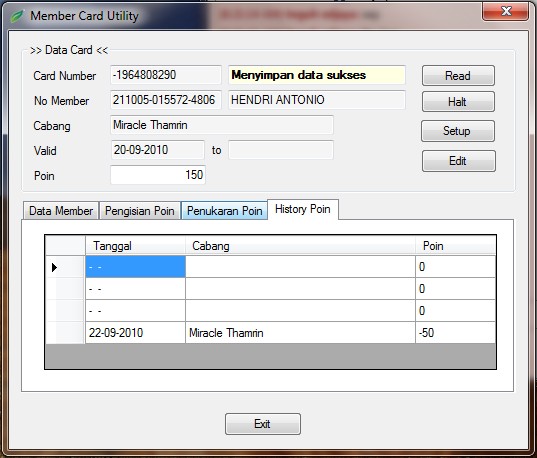 Member Card Utility
>> Data Card <<
Card Number -1964808290 Menyimpan data sukses Read
No Member 211005-015572-4806 HENDRI ANTONIO Halt
Cabang Miracle Thamrin Setup
Valid 20-09-2010 to Edit
Poin 150
Data Member Pengisian Poin Penukaran Poin History Poin
Tanggal Cabang Poin
- - 0
- - 0
- - 0
22-09-2010 Miracle Thamrin -50
Exit